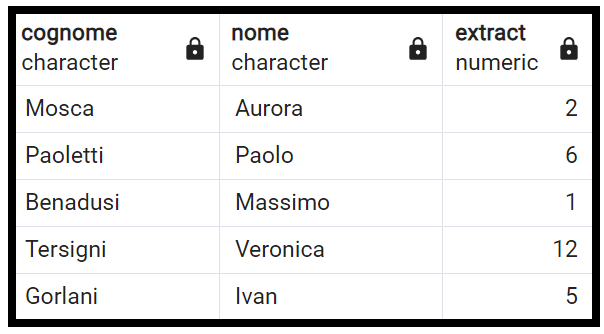 cognome nome extract
character character numeric
Mosca Aurora 2
Paoletti Paolo 6
Benadusi Massimo 1
Tersigni Veronica 12
Gorlani Ivan 5